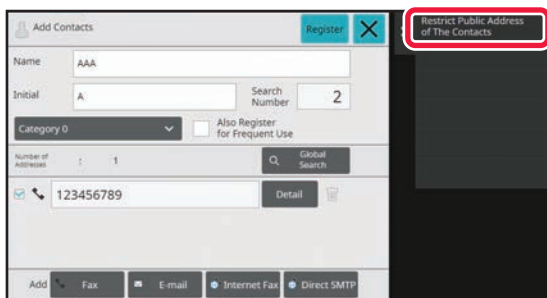 Add Contacts
Register
Restrict Public Address
of The Contacts
Name
AAA
Initial
A
Search
Number
2
Category 0
Also Register
for Frequent Use
Number of
Addresses
:
1
Global
Search
123456789
Detail
Add
Fax
E-mail
Internet Fax
Direct SMTP